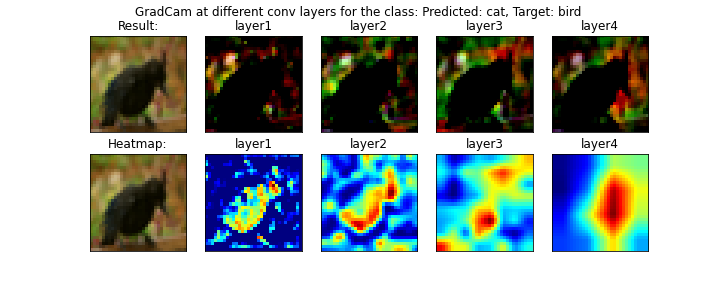 GradCam at different conv layers for the class: Predicted: cat, Target: bird
Result: layer1 layer2 layer3 layer4
Heatmap: layer1 layer2 layer3 layer4